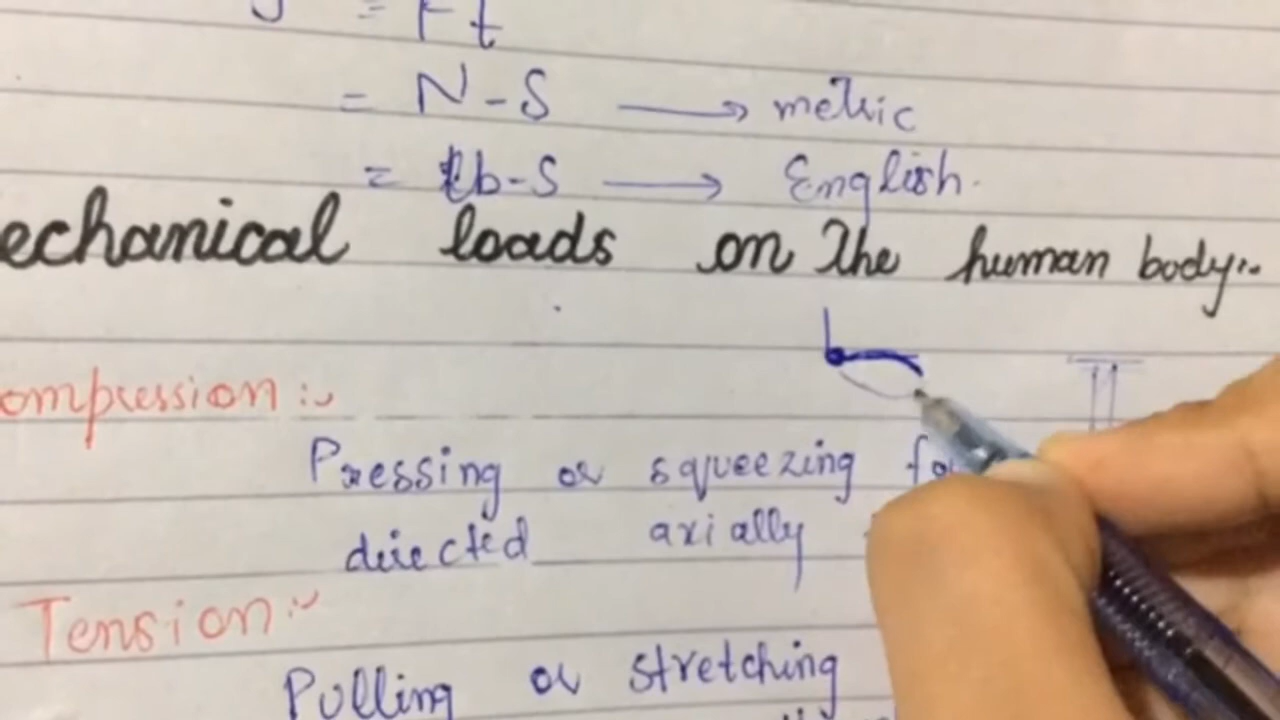 = Ft
= N-S → metric
= lb-S → English.
echanical loads on the human body:-
ompression :-
Pressing or squeezing fo
directed axially
Tension :-
Pulling or stretching